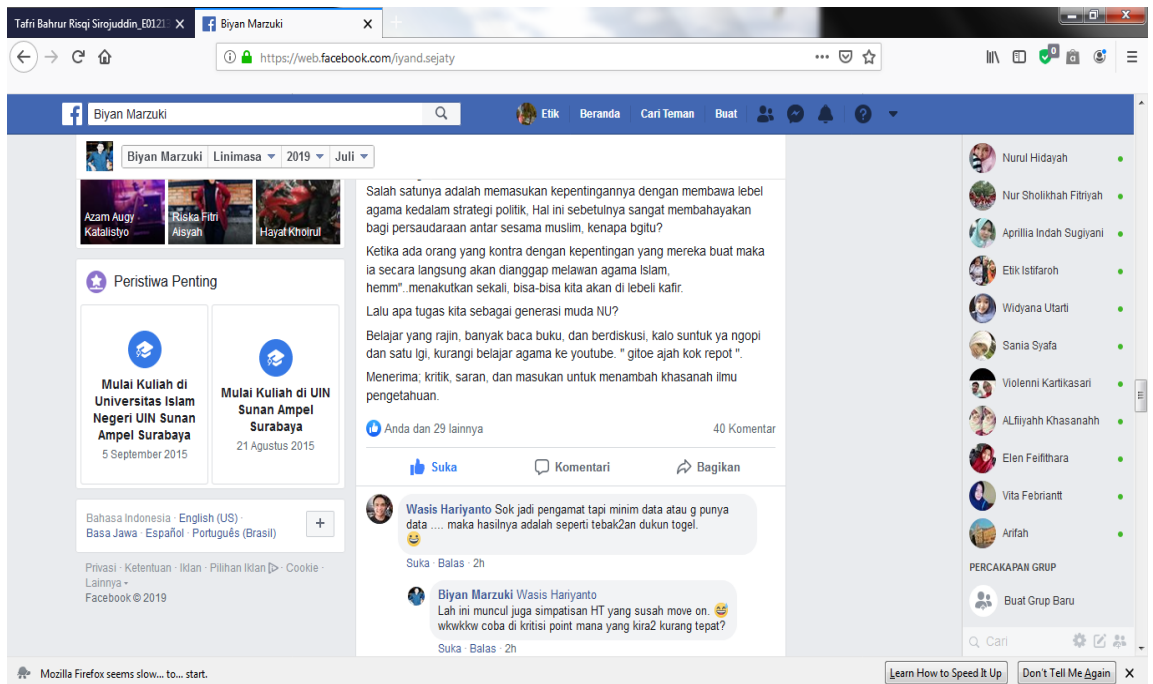 Tafri Bahrur Risqi Sirojuddin_E0121
Biyan Marzuki
https://web.facebook.com/iyand.sejaty
Biyan Marzuki
Etik Beranda Cari Teman Buat
Biyan Marzuki Linimasa 2019 Juli
Azam Augy
Katalistyo
Riska Fitri
Aisyah
Hayat Khoirul
Peristiwa Penting
Mulai Kuliah di
Universitas Islam
Negeri UIN Sunan
Ampel Surabaya
5 September 2015
Mulai Kuliah di UIN
Sunan Ampel
Surabaya
21 Agustus 2015
Bahasa Indonesia · English (US) ·
Basa Jawa · Español · Português (Brasil)
Privasi · Ketentuan · Iklan · Pilihan Iklan · Cookie ·
Lainnya
Facebook © 2019
Salah satunya adalah memasukan kepentingannya dengan membawa lebel
agama kedalam strategi politik, Hal ini sebetulnya sangat membahayakan
bagi persaudaraan antar sesama muslim, kenapa bgitu?
Ketika ada orang yang kontra dengan kepentingan yang mereka buat maka
ia secara langsung akan dianggap melawan agama Islam,
hemm"..menakutkan sekali, bisa-bisa kita akan di lebeli kafir.
Lalu apa tugas kita sebagai generasi muda NU?
Belajar yang rajin, banyak baca buku, dan berdiskusi, kalo suntuk ya ngopi
dan satu lgi, kurangi belajar agama ke youtube. " gitoe ajah kok repot ".
Menerima; kritik, saran, dan masukan untuk menambah khasanah ilmu
pengetahuan.
Anda dan 29 lainnya
40 Komentar
Suka Komentari Bagikan
Wasis Hariyanto Sok jadi pengamat tapi minim data atau g punya
data .... maka hasilnya adalah seperti tebak2an dukun togel.
😄
Suka · Balas · 2h
Biyan Marzuki Wasis Hariyanto
Lah ini muncul juga simpatisan HT yang susah move on. 😅
wkwkkw coba di kritisi point mana yang kira2 kurang tepat?
Suka · Balas · 2h
Nurul Hidayah
Nur Sholikhah Fitriyah
Aprillia Indah Sugiyani
Etik Istifaroh
Widyana Utarti
Sania Syafa
Violenni Kartikasari
ALfiiyahh Khasanahh
Elen Feifithara
Vita Febriantt
Arifah
PERCAKAPAN GRUP
Buat Grup Baru
Cari
Mozilla Firefox seems slow... to... start.
Learn How to Speed It Up
Don't Tell Me Again